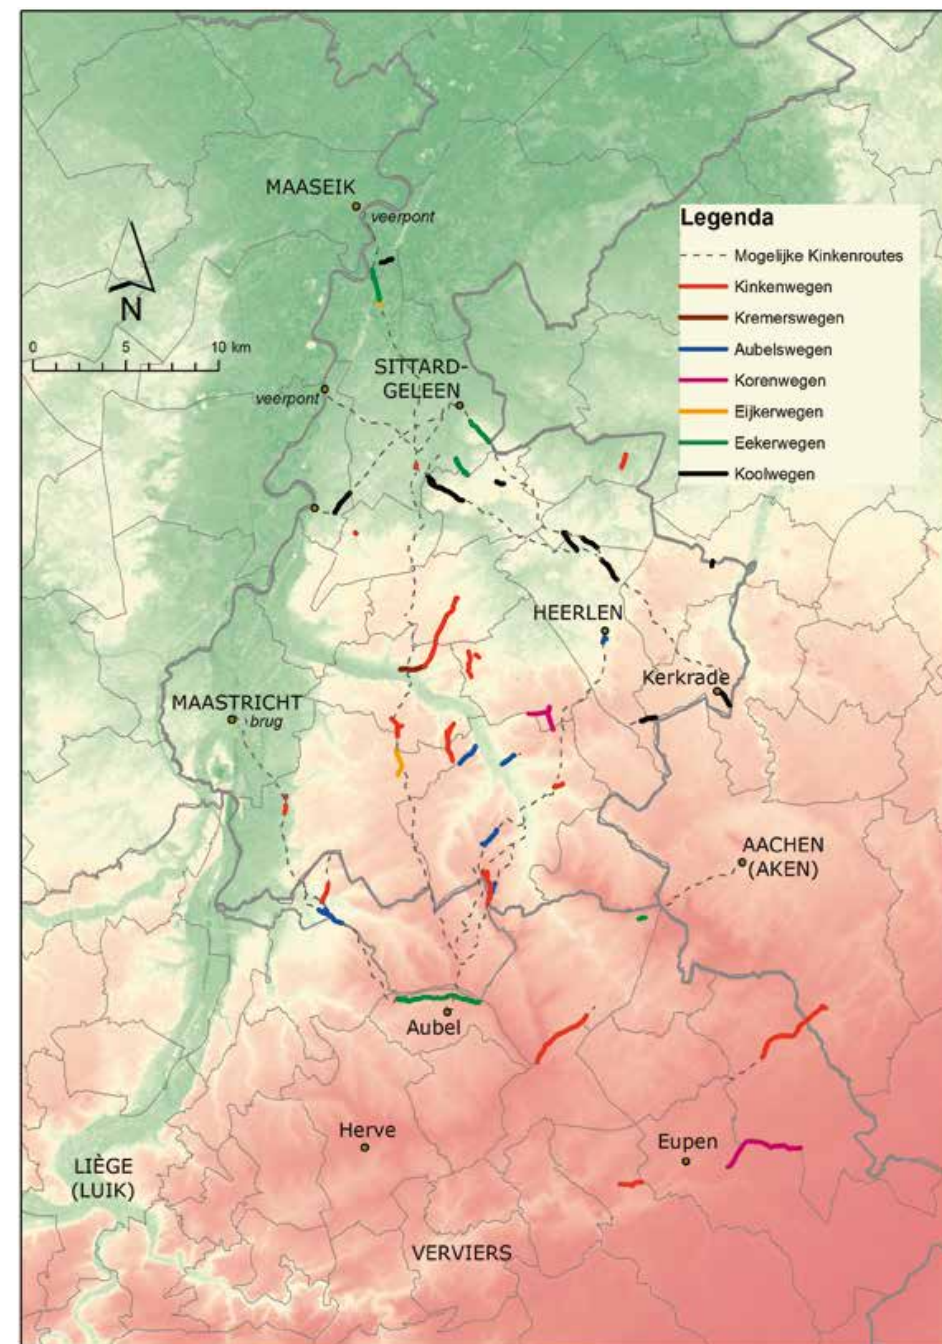 MAASEIK
veerpont
N
0 5 10 km
Legenda
Mogelijke Kinkenroutes
Kinkenwegen
Kremerswegen
Aubelswegen
Korenwegen
Eijkerwegen
Eekerwegen
Koolwegen
SITTARD-
GELEEN
veerpont
HEERLEN
Kerkrade
MAASTRICHT
brug
AACHEN
(AKEN)
Aubel
Herve
Eupen
LIÈGE
(LUIK)
VERVIERS